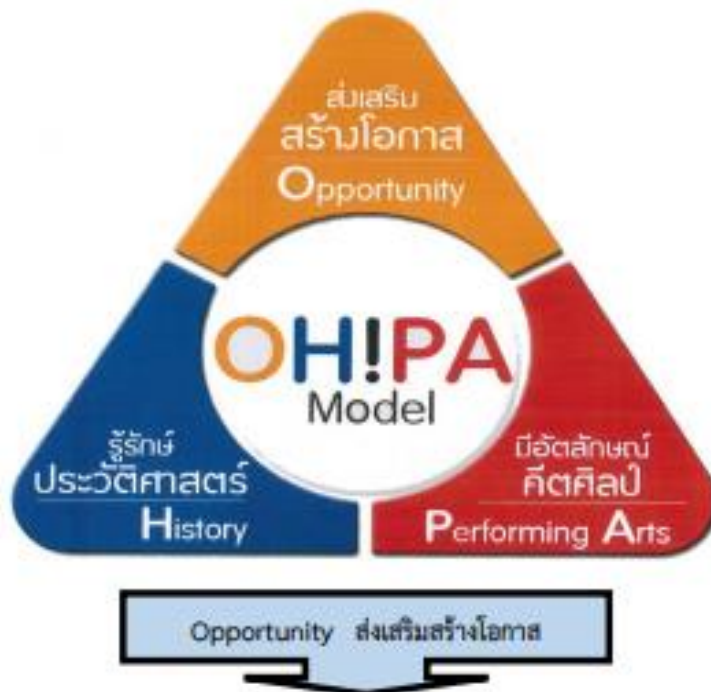 ส่งเสริม
สร้างโอกาส
Opportunity
OH!PA
Model
รู้รักษ์
ประวัติศาสตร์
History
มีอัตลักษณ์
คีตศิลป์
Performing Arts
Opportunity ส่งเสริมสร้างโอกาส